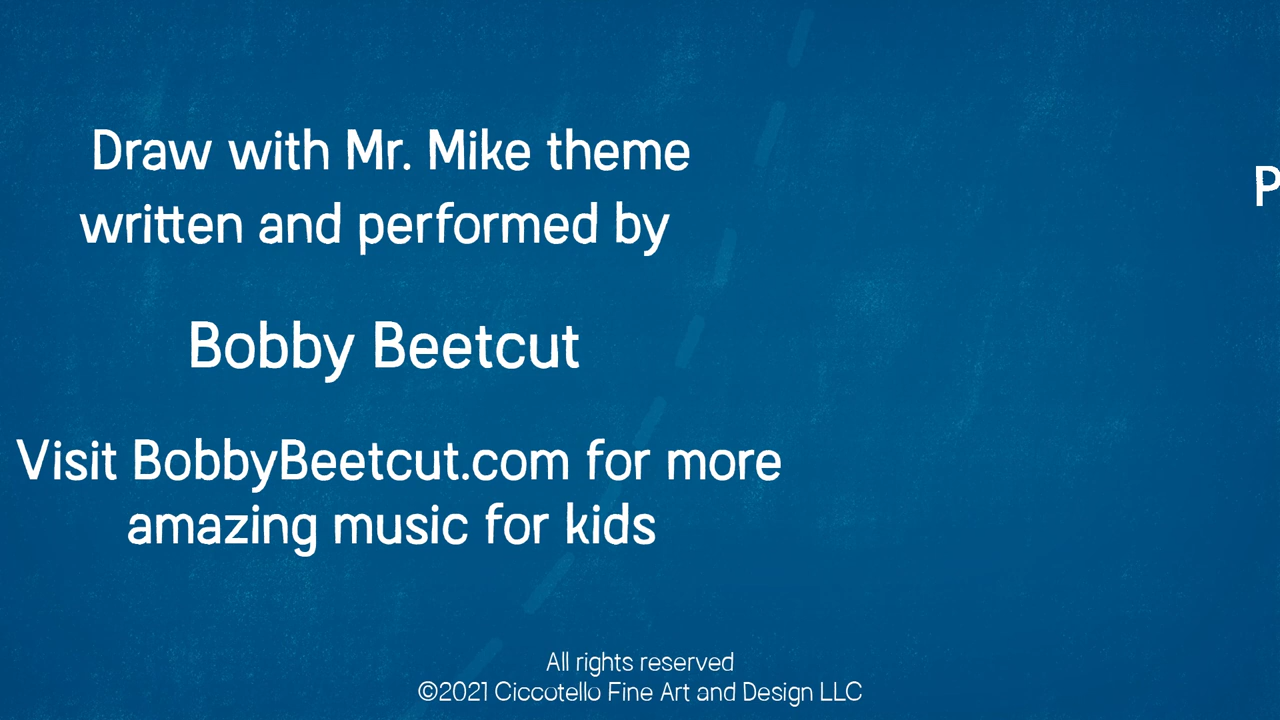 Draw with Mr. Mike theme
written and performed by
Bobby Beetcut
Visit BobbyBeetcut.com for more
amazing music for kids
All rights reserved
©2021 Ciccotello Fine Art and Design LLC